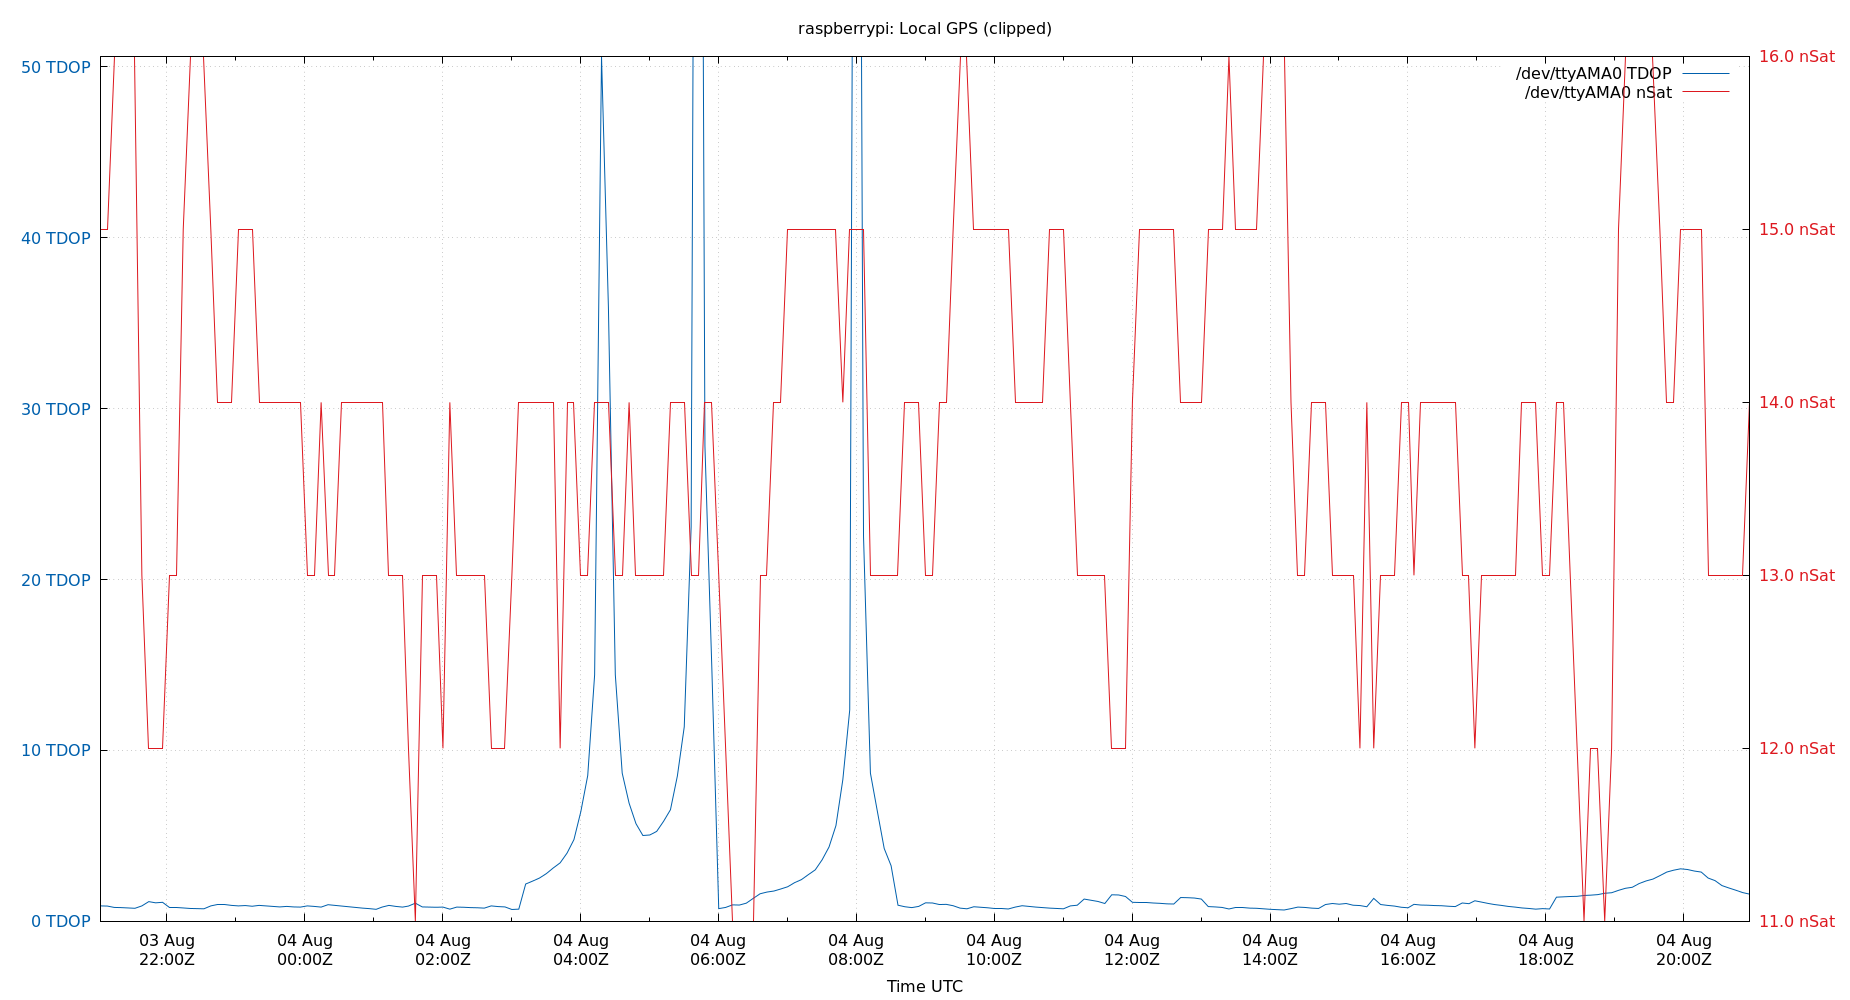 raspberrypi: Local GPS (clipped)
50 TDOP
40 TDOP
30 TDOP
20 TDOP
10 TDOP
0 TDOP
/dev/ttyAMA0 TDOP
/dev/ttyAMA0 nSat
16.0 nSat
15.0 nSat
14.0 nSat
13.0 nSat
12.0 nSat
11.0 nSat
03 Aug
22:00Z
04 Aug
00:00Z
04 Aug
02:00Z
04 Aug
04:00Z
04 Aug
06:00Z
04 Aug
08:00Z
04 Aug
10:00Z
04 Aug
12:00Z
04 Aug
14:00Z
04 Aug
16:00Z
04 Aug
18:00Z
04 Aug
20:00Z
Time UTC